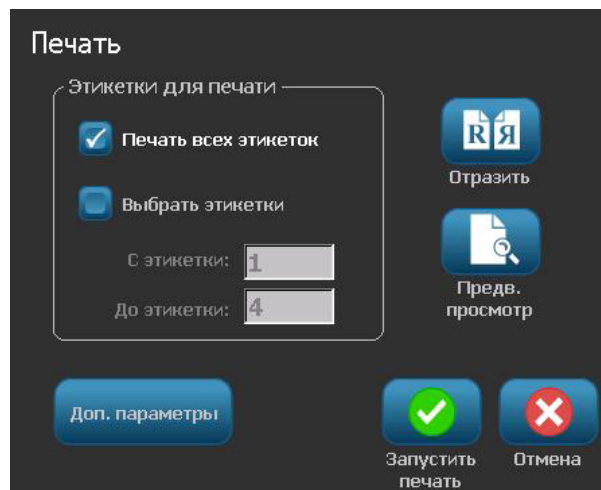 Печать
Этикетки для печати
Печать всех этикеток
Выбрать этикетки
С этикетки: 1
До этикетки: 4
R Я
Отразить
Предв.
просмотр
Доп. параметры
Запустить
печать
Отмена